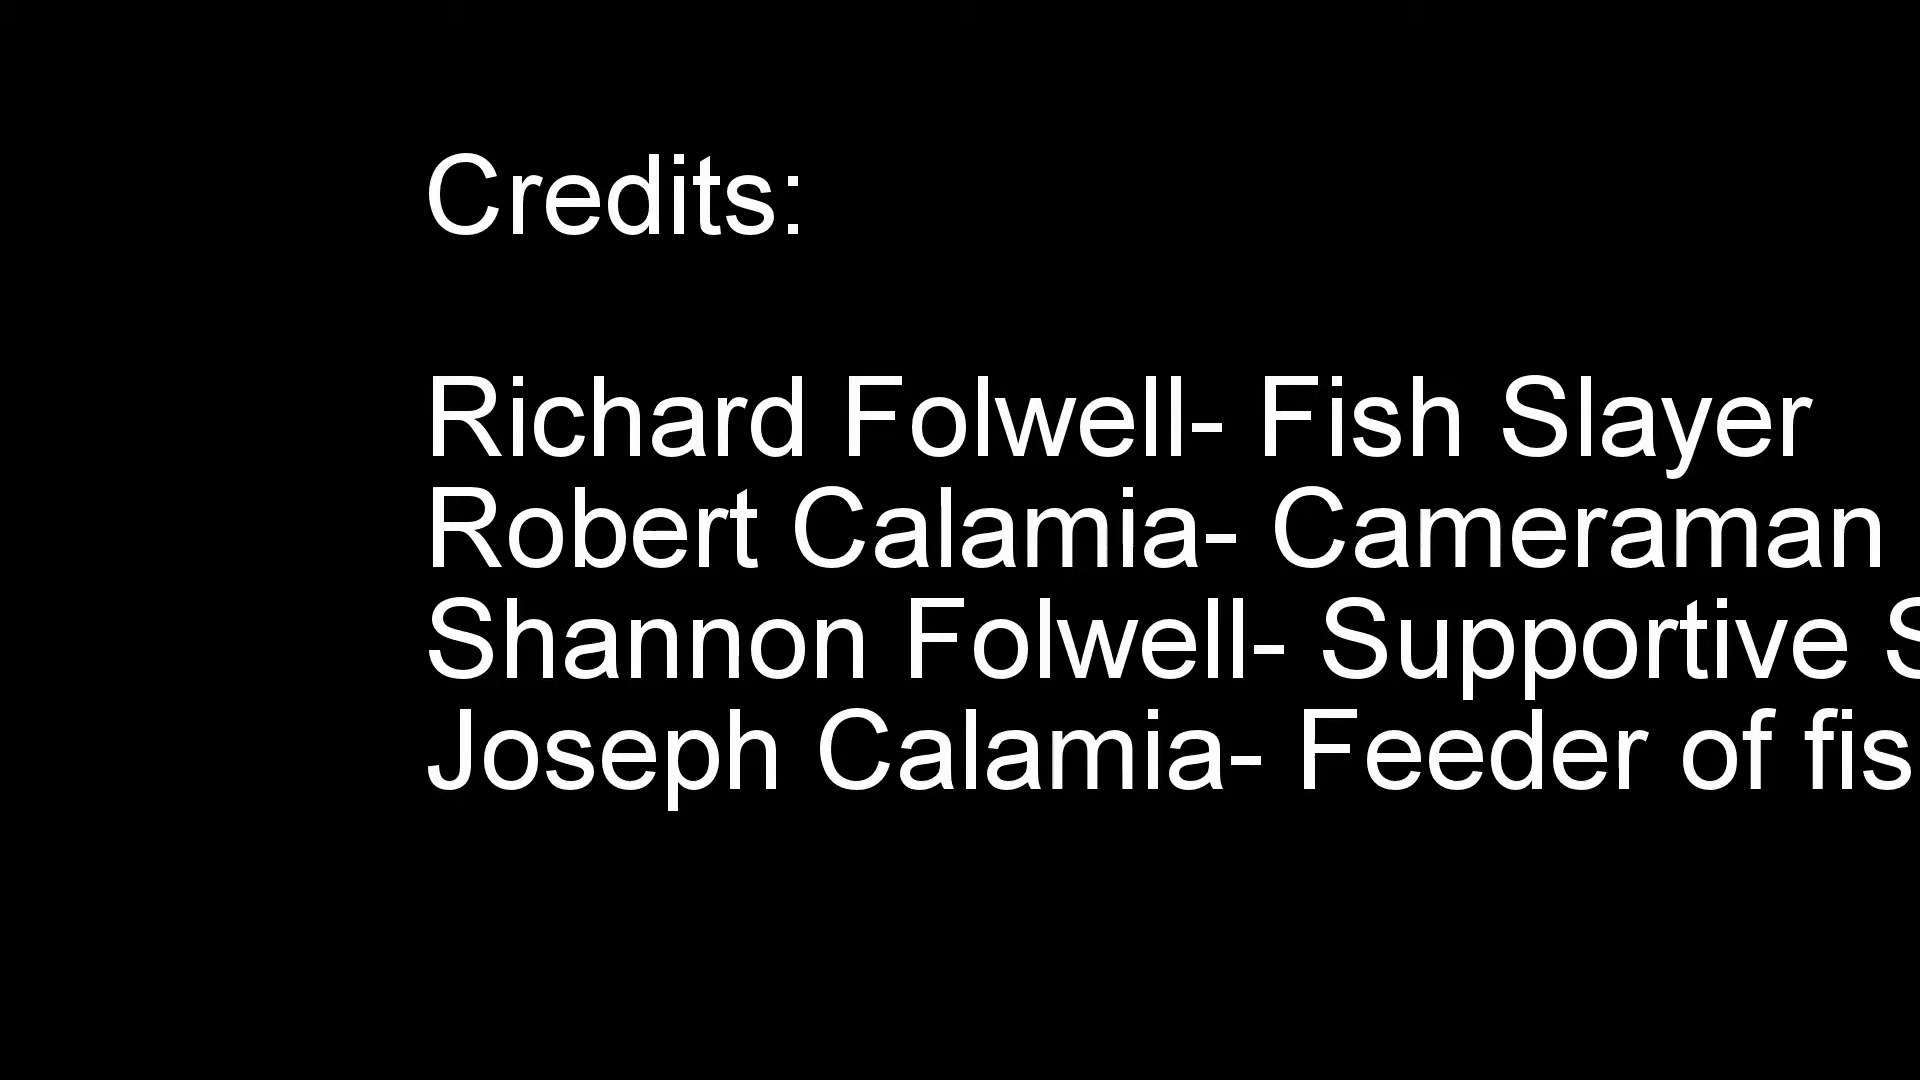 Credits:
Richard Folwell- Fish Slayer
Robert Calamia- Cameraman
Shannon Folwell- Supportive
Joseph Calamia- Feeder of